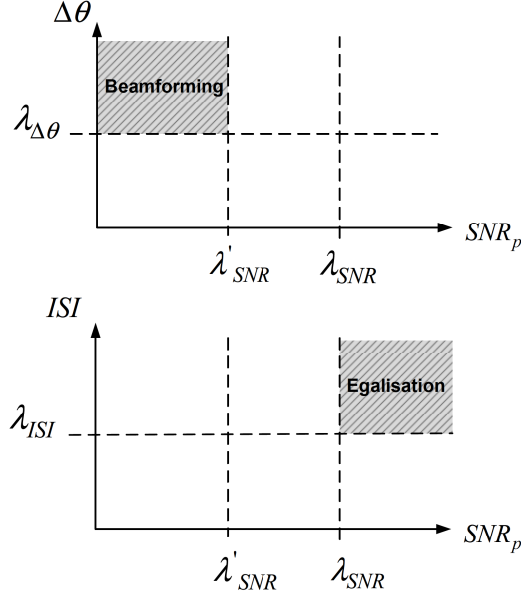 Δθ
Beamforming
λ_Δθ
SNR_p
λ'_SNR λ_SNR
ISI
Egalisation
λ_ISI
SNR_p
λ'_SNR λ_SNR